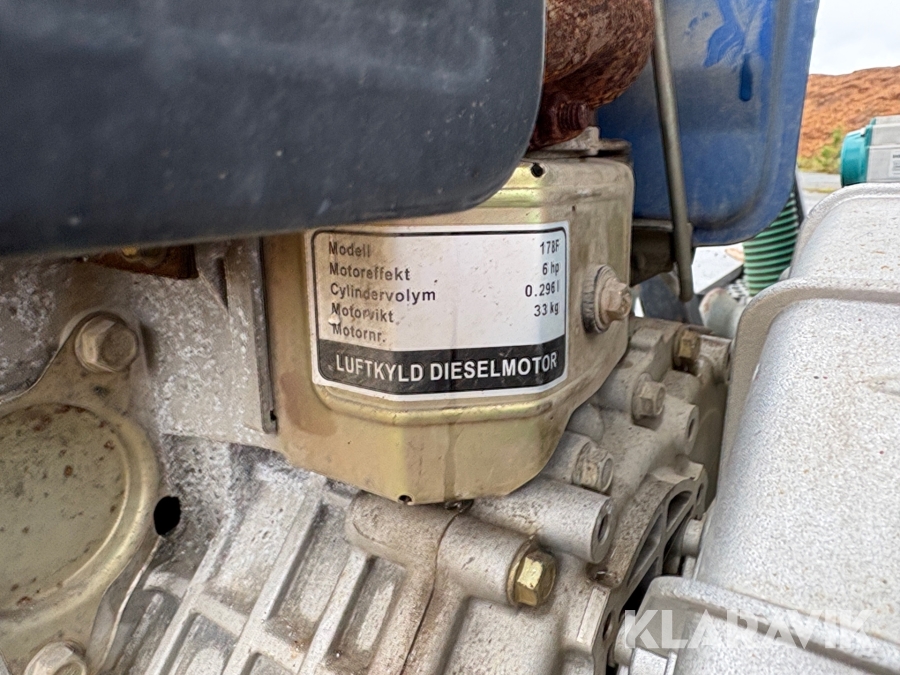 Modell 178F
Motoreffekt 6 hp
Cylindervolym 0.296 l
Motorvikt 33 kg
Motornr.
LUFTKYLD DIESELMOTOR
KLARAVIK